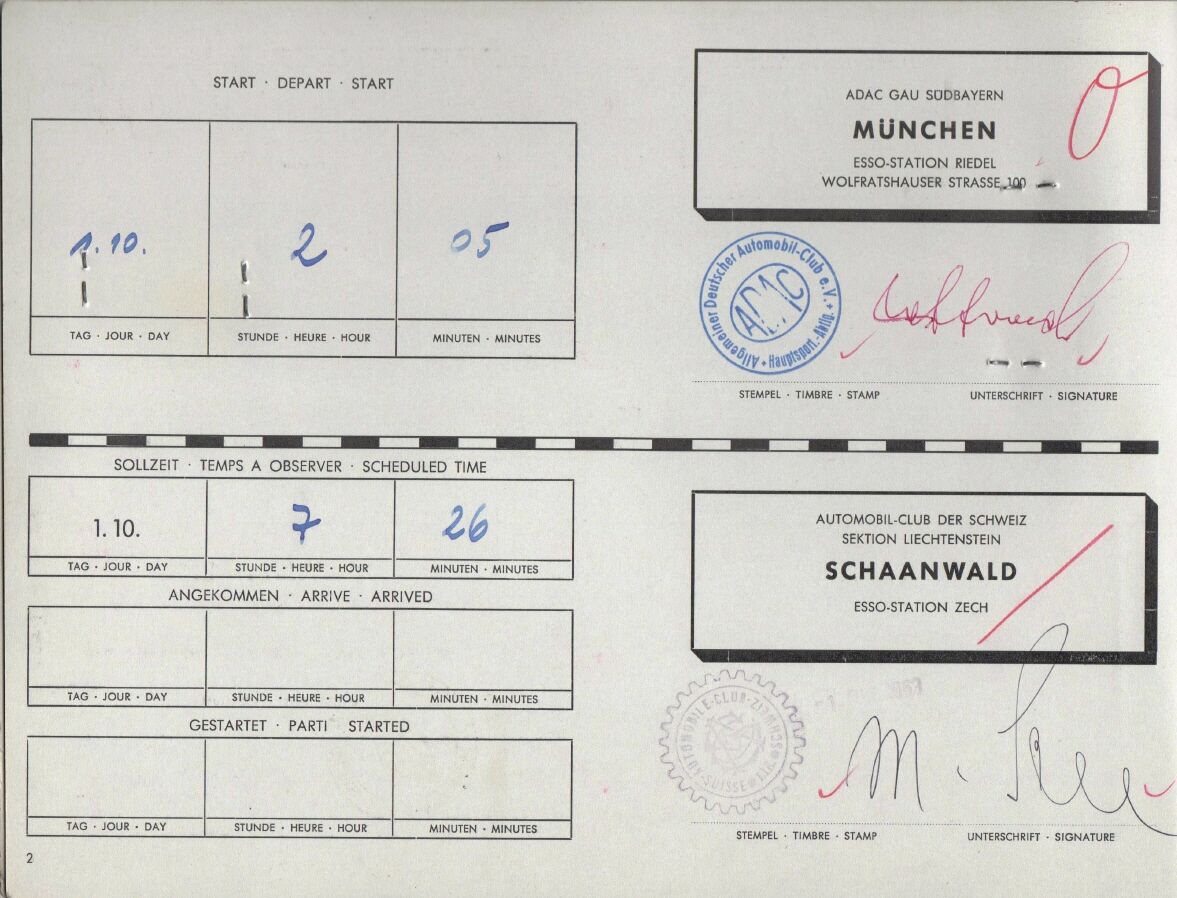 START · DEPART · START
1.10.
2
05
TAG · JOUR · DAY
STUNDE · HEURE · HOUR
MINUTEN · MINUTES
ADAC GAU SÜDBAYERN
MÜNCHEN
ESSO-STATION RIEDEL
WOLFRATSHAUSER STRASSE 100
0
Allgemeiner Deutscher Automobil-Club e.V. + Hauptsport-Abtlg. +
ADAC
STEMPEL · TIMBRE · STAMP
UNTERSCHRIFT · SIGNATURE
SOLLZEIT · TEMPS A OBSERVER · SCHEDULED TIME
1.10.
7
26
TAG · JOUR · DAY
STUNDE · HEURE · HOUR
MINUTEN · MINUTES
ANGEKOMMEN · ARRIVE · ARRIVED
TAG · JOUR · DAY
STUNDE · HEURE · HOUR
MINUTEN · MINUTES
GESTARTET · PARTI STARTED
TAG · JOUR · DAY
STUNDE · HEURE · HOUR
MINUTEN · MINUTES
AUTOMOBIL-CLUB DER SCHWEIZ
SEKTION LIECHTENSTEIN
SCHAANWALD
ESSO-STATION ZECH
M.
STEMPEL · TIMBRE · STAMP
UNTERSCHRIFT · SIGNATURE
2